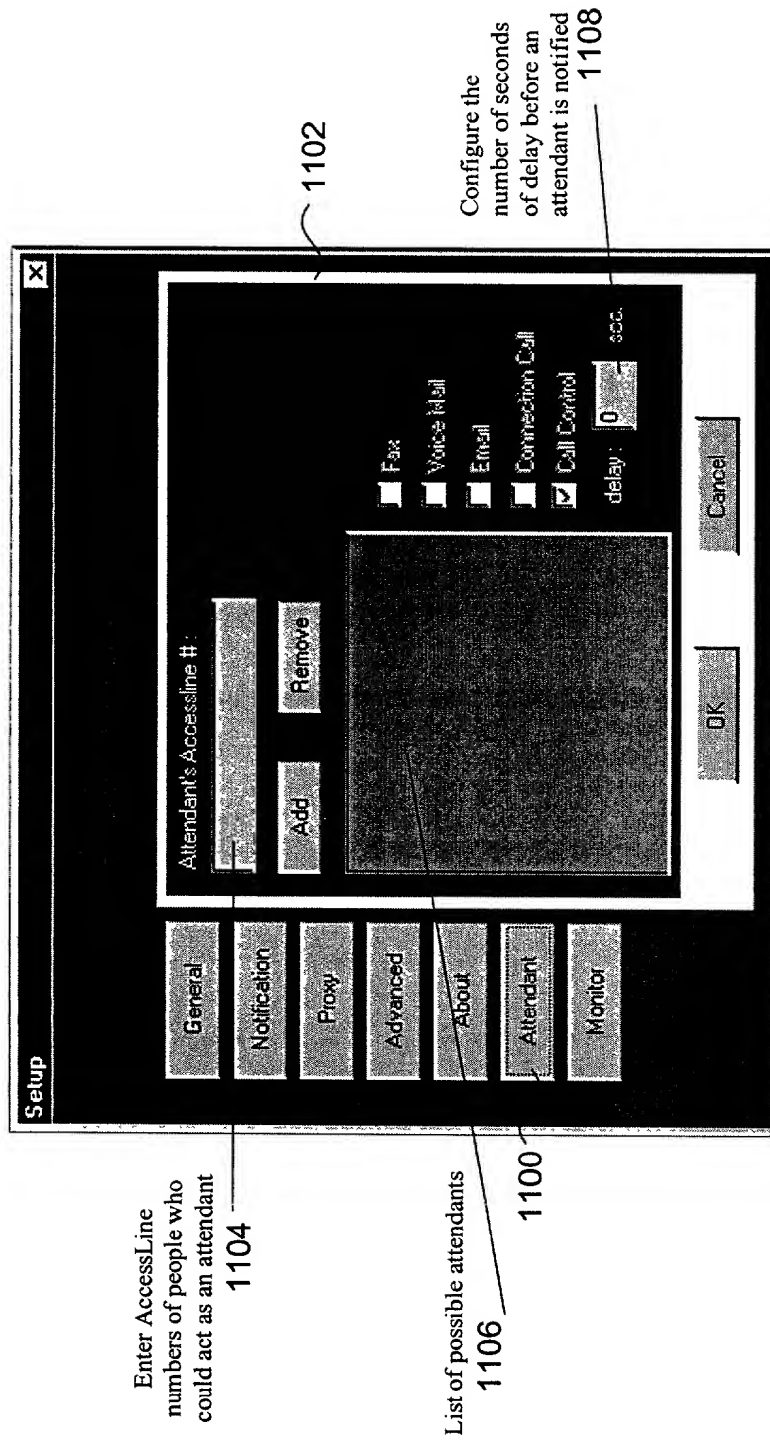 Setup
X
General
Notification
Proxy
Advanced
About
Attendant
Monitor
Attendant's Accessline # :
Add
Remove
Fax
Voice Mail
Email
Connection Call
Call Control
delay :
0
sec.
OK
Cancel
Enter AccessLine
numbers of people who
could act as an attendant
1104
List of possible attendants
1106
1100
1102
Configure the
number of seconds
of delay before an
attendant is notified
1108